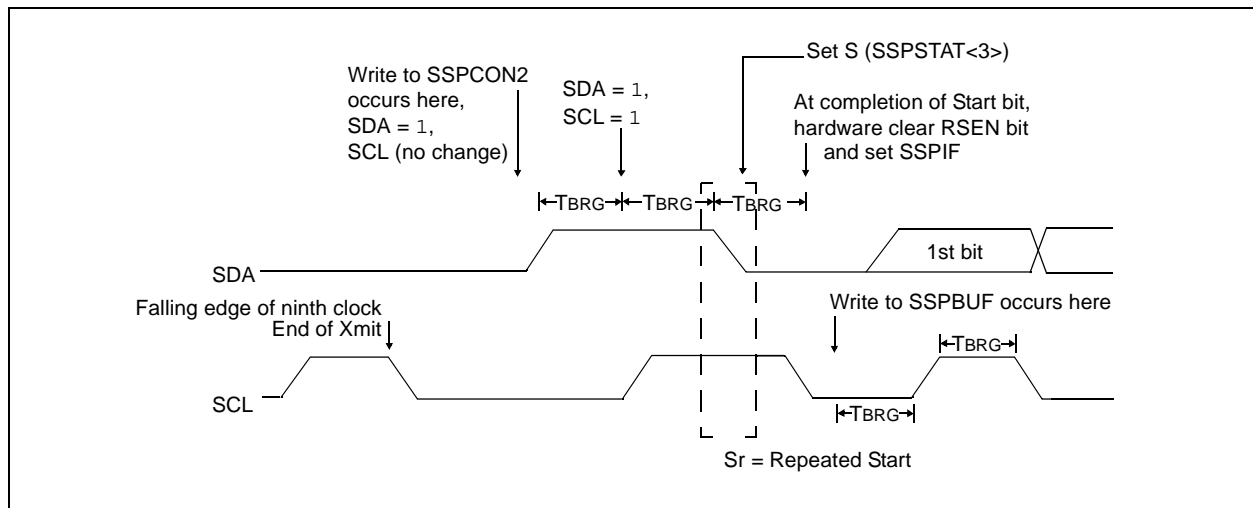 Set S (SSPSTAT<3>)
Write to SSPCON2
occurs here,
SDA = 1,
SCL (no change)
SDA = 1,
SCL = 1
At completion of Start bit,
hardware clear RSEN bit
and set SSPIF
TBRG
TBRG
TBRG
SDA
1st bit
Falling edge of ninth clock
End of Xmit
Write to SSPBUF occurs here
TBRG
SCL
TBRG
Sr = Repeated Start